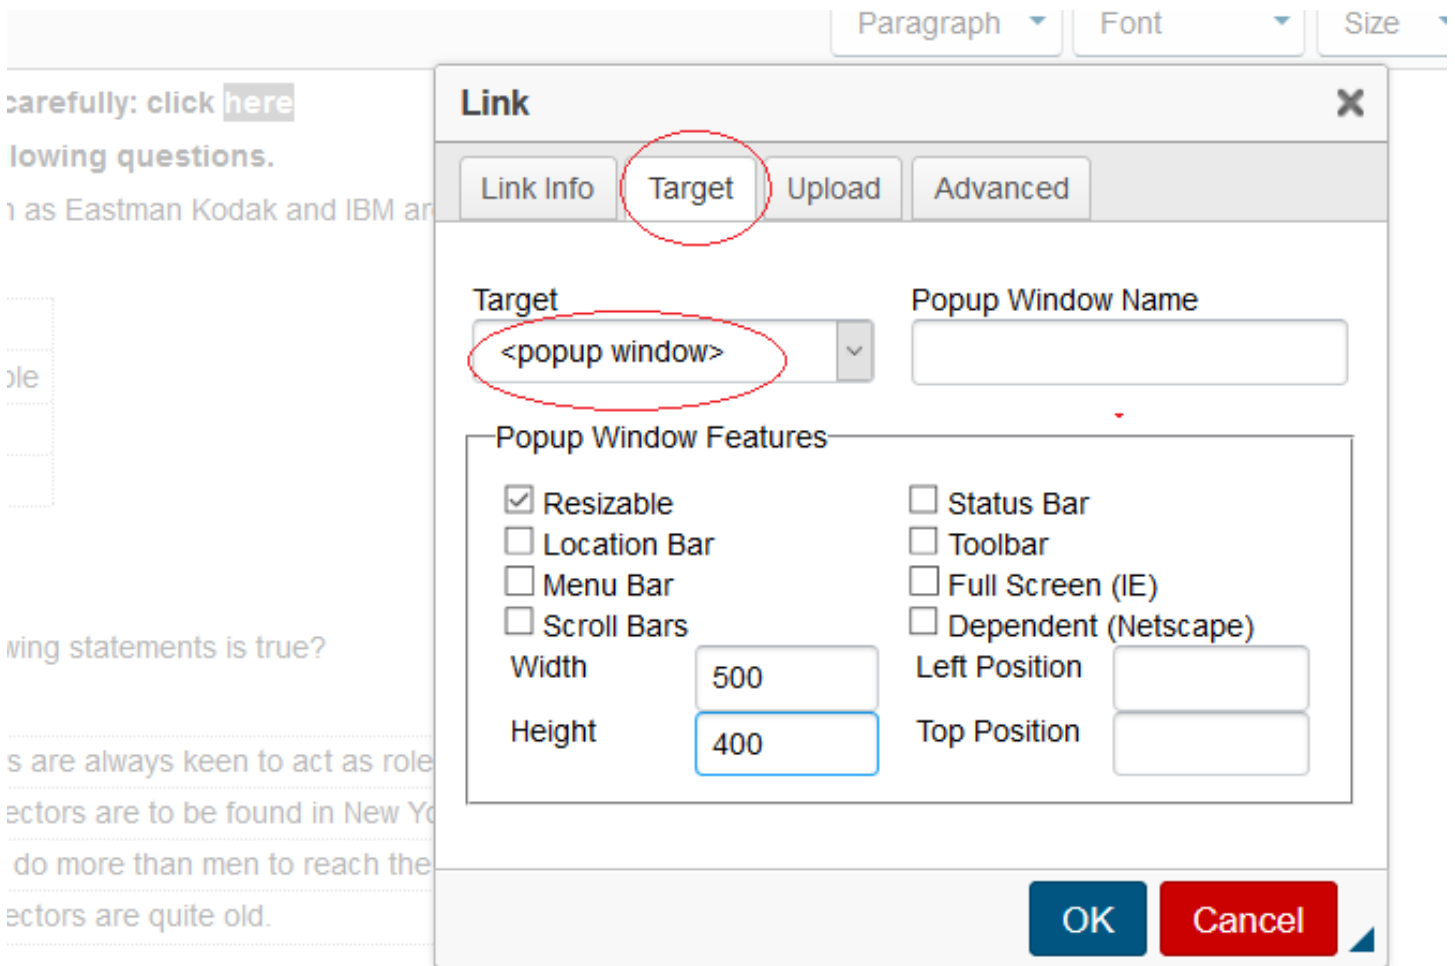 Paragraph Font Size
carefully: click here
lowing questions.
as Eastman Kodak and IBM
Link
Link Info Target Upload Advanced
Target Popup Window Name
<popup window>
Popup Window Features
Resizable Status Bar
Location Bar Toolbar
Menu Bar Full Screen (IE)
Scroll Bars Dependent (Netscape)
Width 500 Left Position
Height 400 Top Position
wing statements is true?
s are always keen to act as role
ectors are to be found in New Yo
do more than men to reach the
ectors are quite old.
OK Cancel